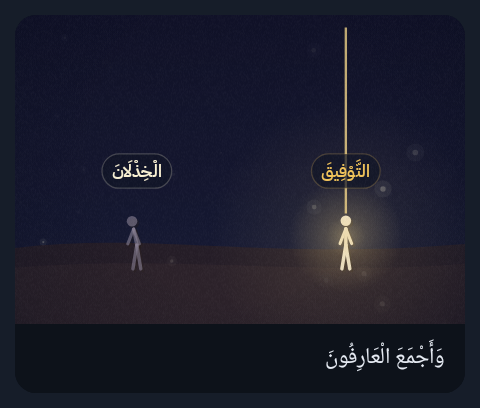 التَّوْفِيقَ
الْخِذْلَانَ
وَأَجْمَعَ الْعَارِفُونَ